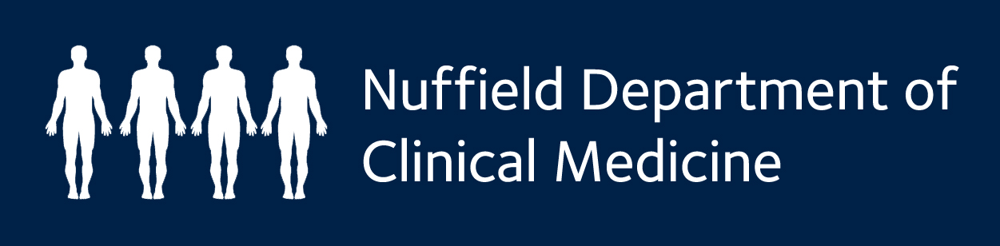 Nuffield Department of
Clinical Medicine